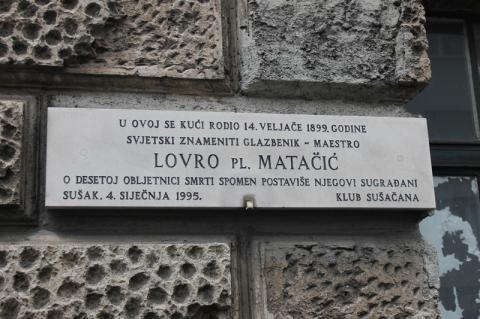 U OVOJ SE KUĆI RODIO 14. VELJAČE 1899. GODINE
SVJETSKI ZNAMENITI GLAZBENIK - MAESTRO
LOVRO PL. MATAČIĆ
O DESETOJ OBLJETNICI SMRTI SPOMEN POSTAVIŠE NJEGOVI SUGRAĐANI
SUŠAK, 4. SIJEČNJA 1995. KLUB SUŠAČANA